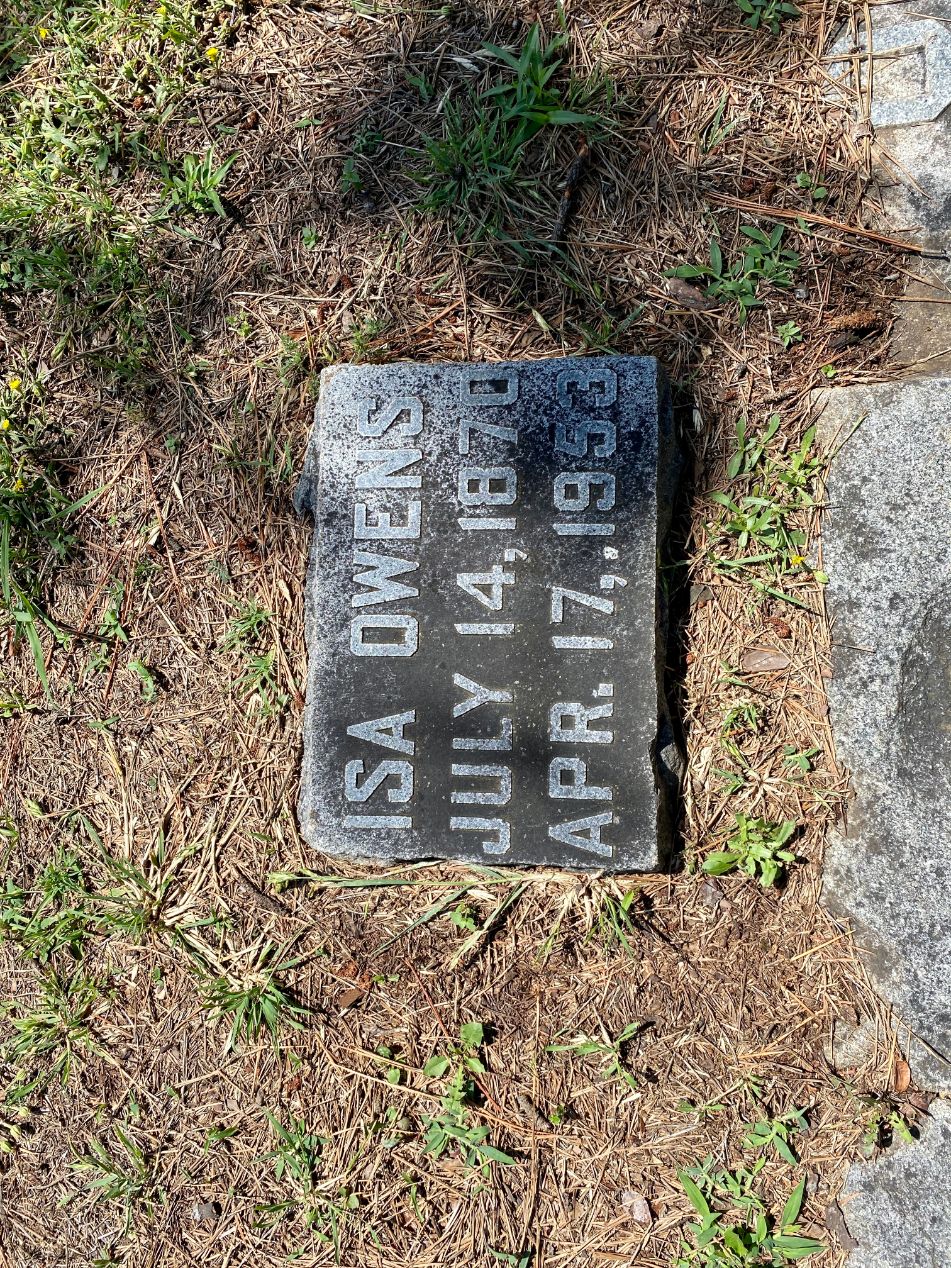 ISA OWENS
JULY 14, 1870
APR. 17, 1953